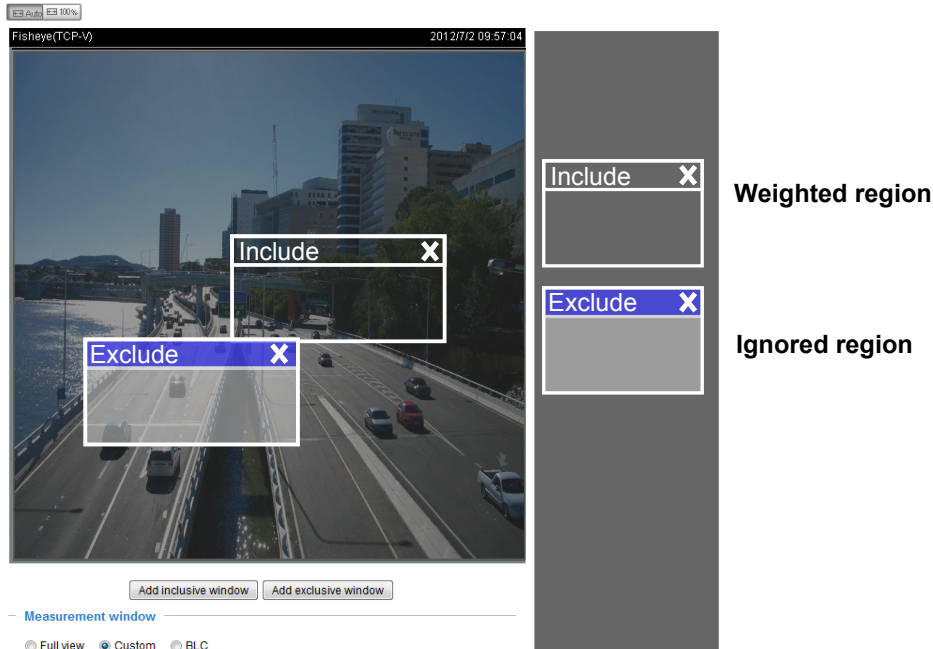 Auto 100%
Fisheye(TCP-V) 2012/7/2 09:57:04
Include
Exclude
Include
Weighted region
Exclude
Ignored region
Add inclusive window Add exclusive window
Measurement window
Full view Custom BLC